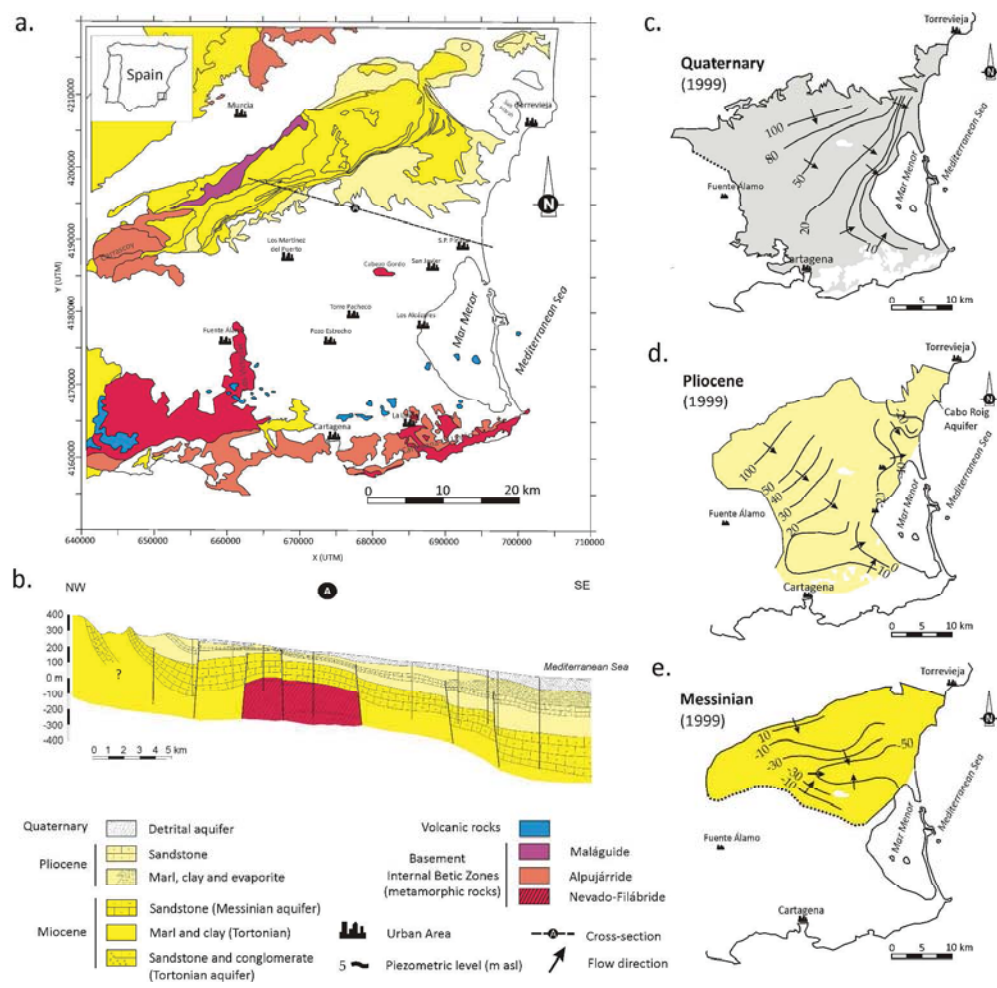 a.
Spain
Murcia
Torrevieja
Carrascoy
A
N
Los Martínez
del Puerto
S.P. Pinatar
San Javier
Cabezo Gordo
Torre Pacheco
Los Alcázares
Fuente Ál
Pozo Estrecho
Mar Menor
Mediterranean Sea
Cartagena
La U
0 10 20 km
4210000
4200000
4190000
4180000
4170000
4160000
Y (UTM)
640000 660000 670000 680000 690000 700000 710000
X (UTM)
b.
NW
A
SE
400
300
200
100
0 m
-100
-200
-300
-400
?
Mediterranean Sea
0 1 2 3 4 5 km
Quaternary
Detrital aquifer
Pliocene
Sandstone
Marl, clay and evaporite
Miocene
Sandstone (Messinian aquifer)
Marl and clay (Tortonian)
Sandstone and conglomerate
(Tortonian aquifer)
Volcanic rocks
Basement
Internal Betic Zones
(metamorphic rocks)
Maláguide
Alpujárride
Nevado-Filábride
Urban Area
A
Cross-section
5
Piezometric level (m asl)
Flow direction
c.
Torrevieja
Quaternary
(1999)
N
100
80
50
20
10
Fuente Álamo
Mar Menor
Mediterranean Sea
Cartagena
0 5 10 km
d.
Torrevieja
Pliocene
(1999)
N
Cabo Roig
Aquifer
100
50
40
30
20
10
0
Fuente Álamo
Mar Menor
Mediterranean Sea
Cartagena
0 5 10 km
e.
Torrevieja
Messinian
(1999)
N
10
-10
-30
-50
-30
-10
Fuente Álamo
Mar Menor
Mediterranean Sea
Cartagena
0 5 10 km